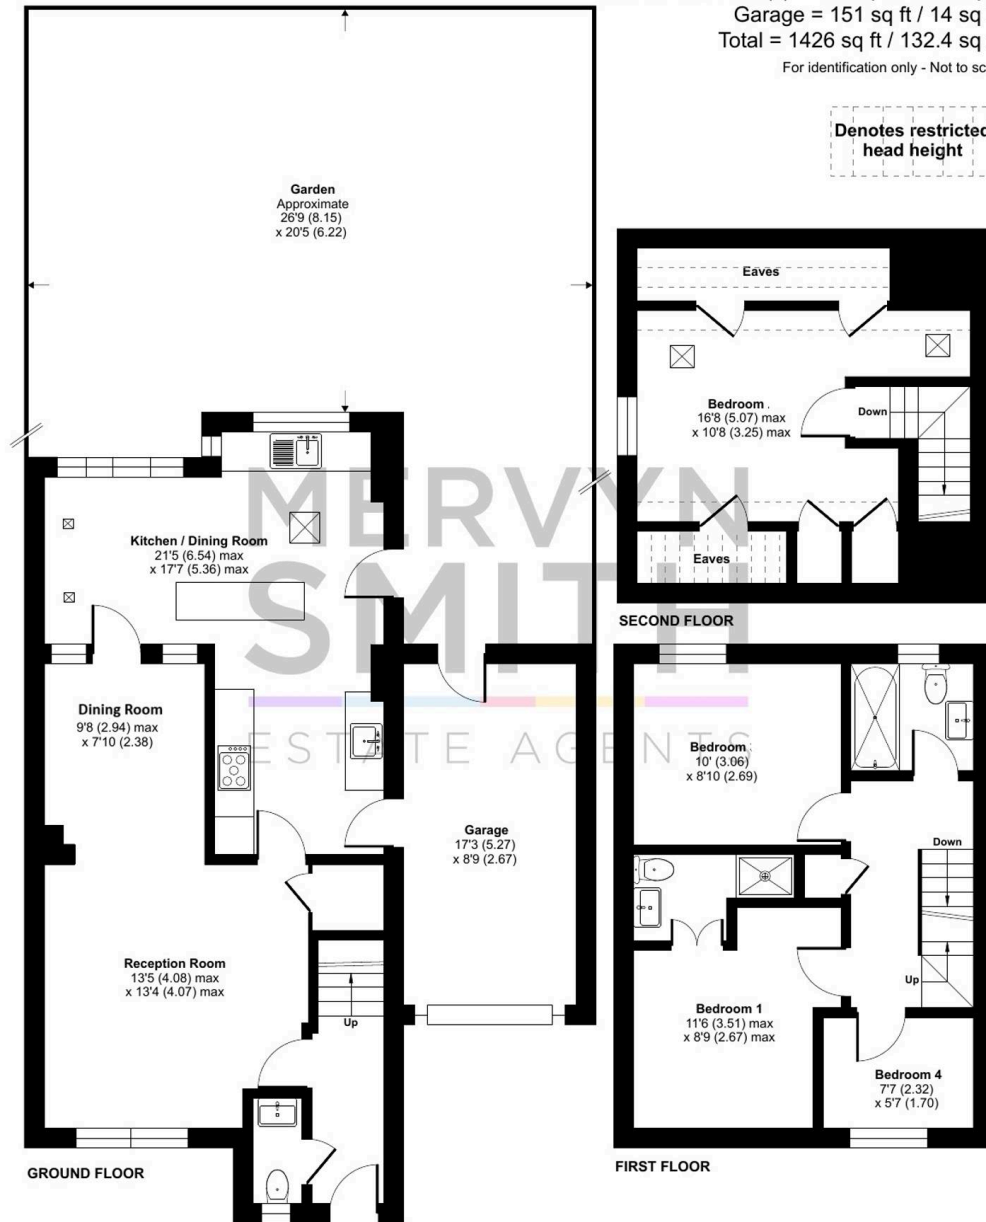 Garage = 151 sq ft / 14 sq
Total = 1426 sq ft / 132.4 sq
For identification only - Not to sc
Denotes restricted
head height
Garden
Approximate
26'9 (8.15)
x 20'5 (6.22)
Eaves
Bedroom
16'8 (5.07) max
x 10'8 (3.25) max
Down
Eaves
SECOND FLOOR
Kitchen / Dining Room
21'5 (6.54) max
x 17'7 (5.36) max
MERVYN
SMITH
ESTATE AGENTS
Dining Room
9'8 (2.94) max
x 7'10 (2.38)
Garage
17'3 (5.27)
x 8'9 (2.67)
Reception Room
13'5 (4.08) max
x 13'4 (4.07) max
Up
GROUND FLOOR
Bedroom
10' (3.06)
x 8'10 (2.69)
Down
Up
Bedroom 1
11'6 (3.51) max
x 8'9 (2.67) max
Bedroom 4
7'7 (2.32)
x 5'7 (1.70)
FIRST FLOOR